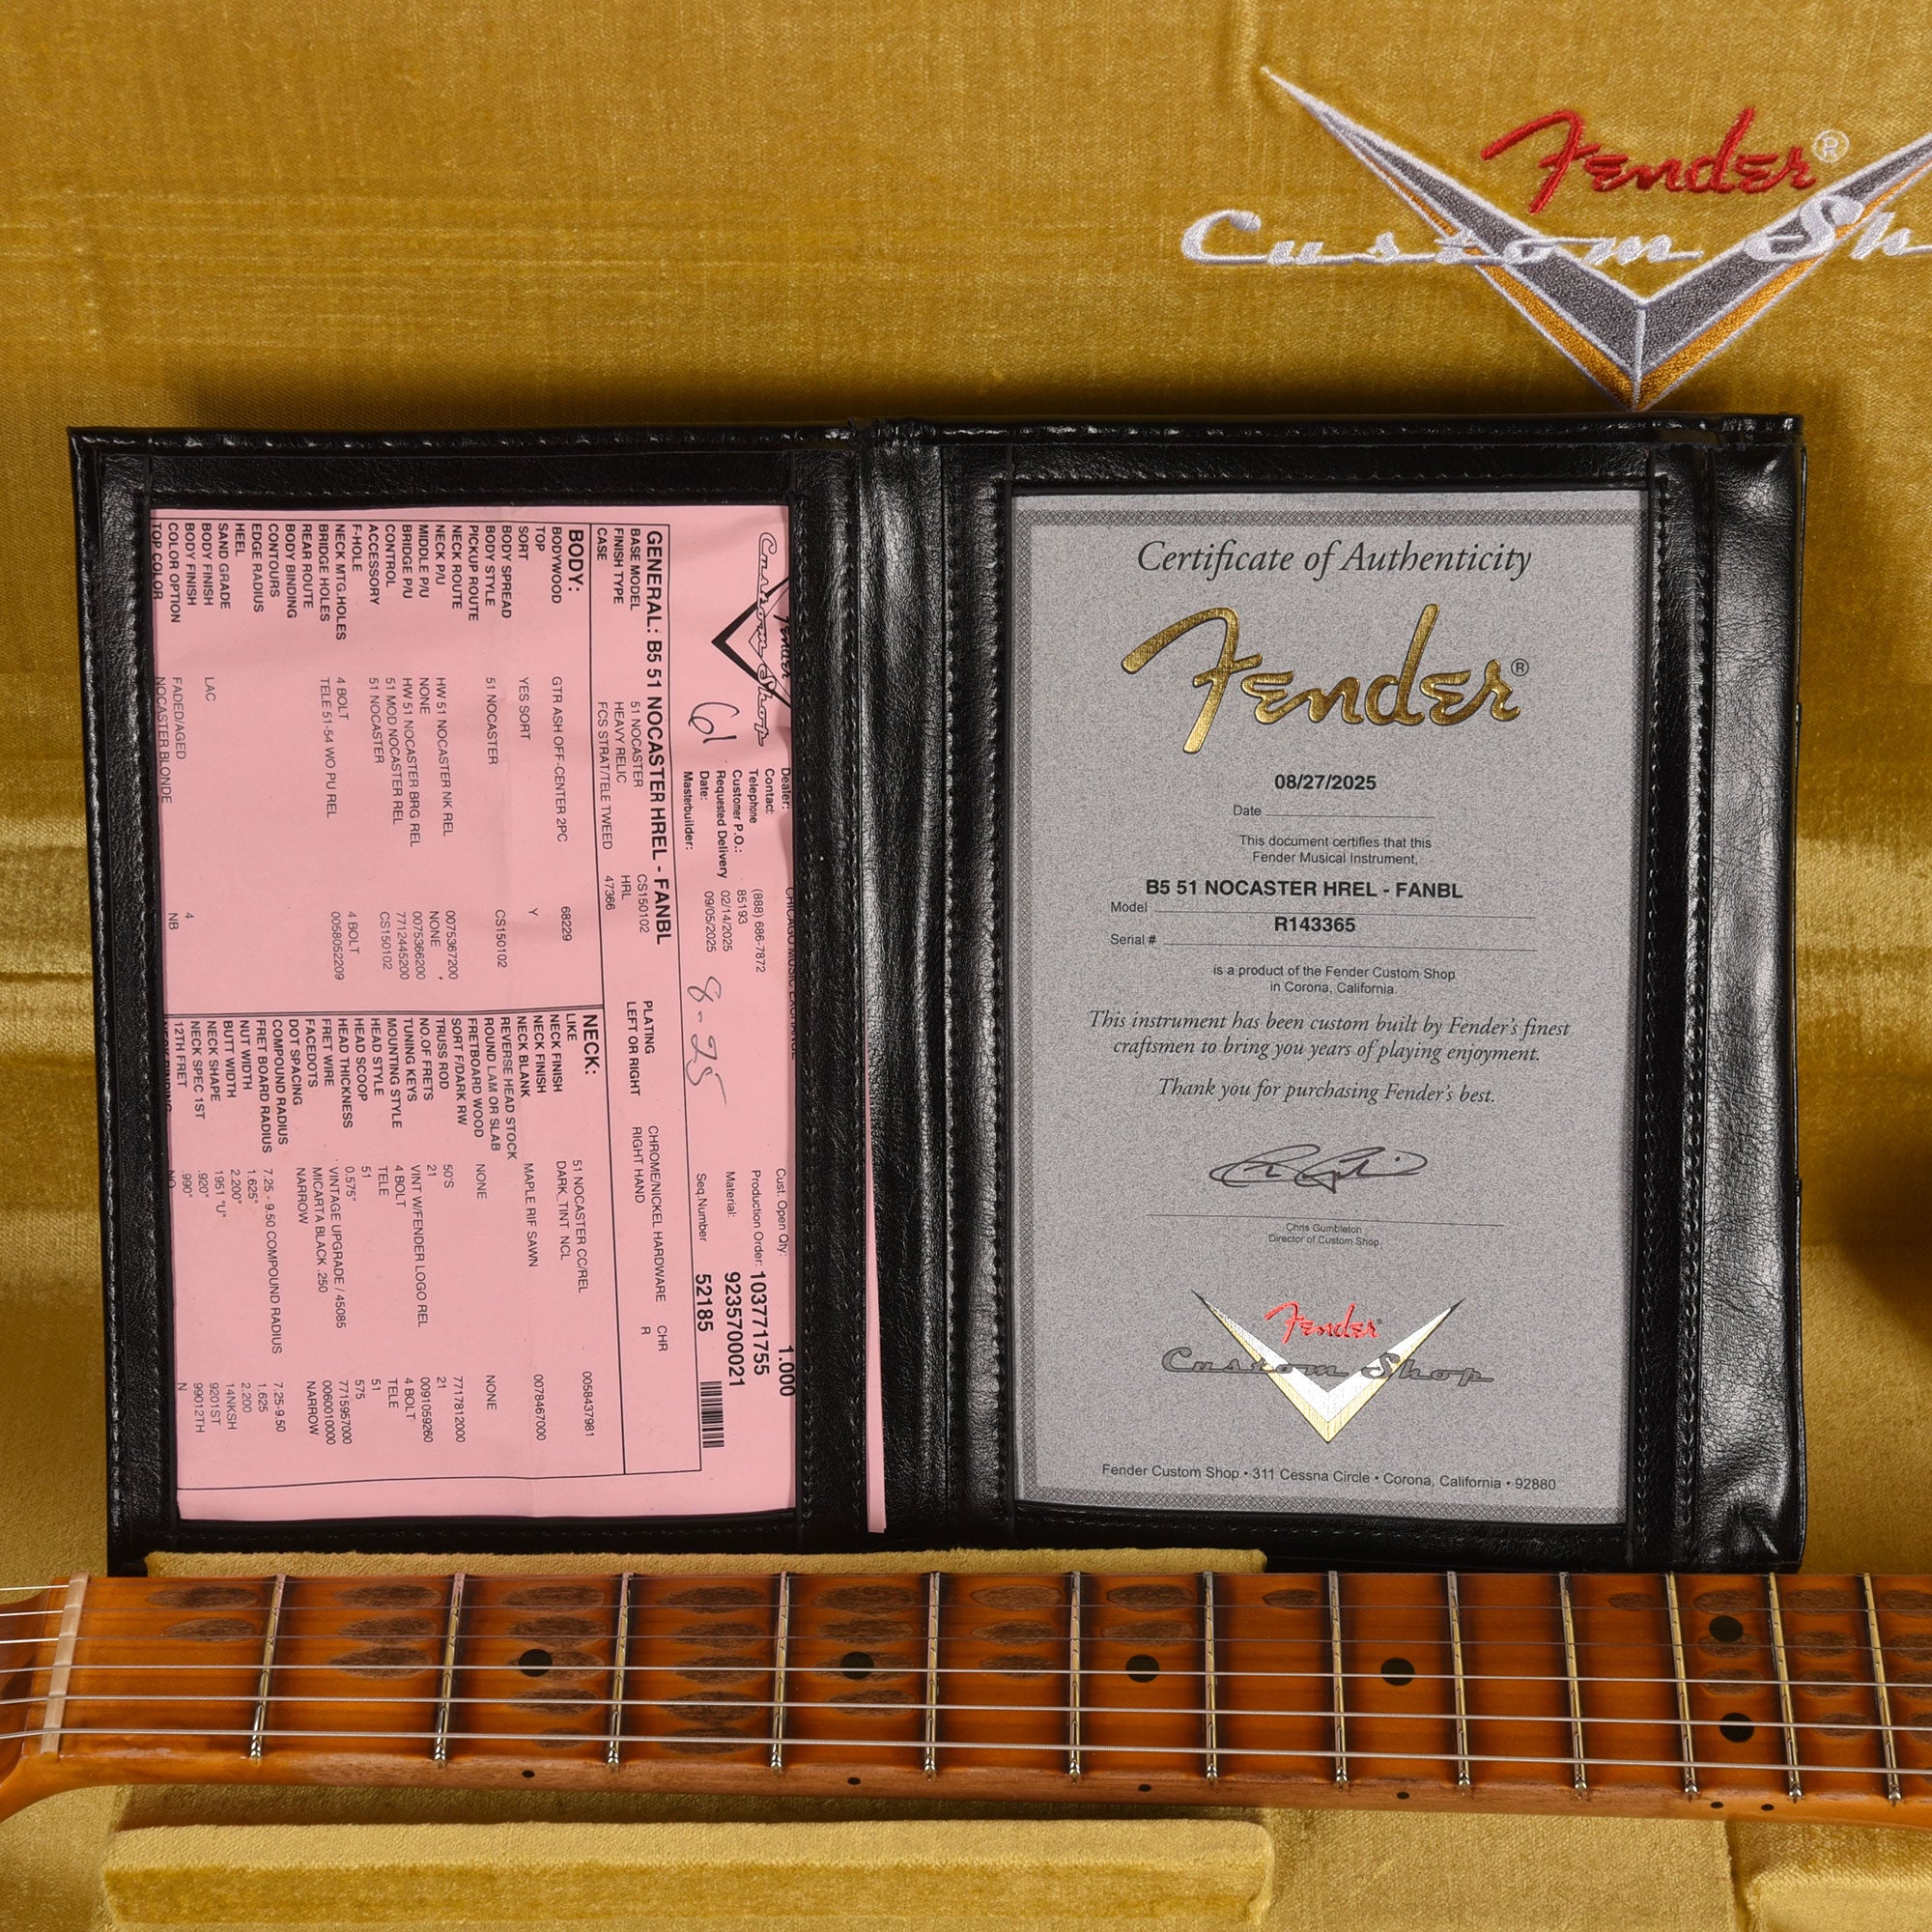 Fender®
Custom Sh
Certificate of Authenticity
Fender®
08/27/2025
Date
This document certifies that this
Fender Musical Instrument,
B5 51 NOCASTER HREL - FANBL
Model
R143365
Serial #
is a product of the Fender Custom Shop
in Corona, California.
This instrument has been custom built by Fender's finest
craftsmen to bring you years of playing enjoyment.
Thank you for purchasing Fender's best.
Chris Gumbleton
Director of Custom Shop
Fender
Custom Shop
Fender Custom Shop • 311 Cessna Circle • Corona, California • 92880
Fender
Custom Shop
61
8-25
Dealer: CHICAGO MUSIC EXCHANGE
Contact:
Telephone (888) 686-7872
Customer P.O.: 85193
Requested Delivery 02/14/2025
Date: 09/05/2025
Masterbuilder:
Cust. Open Qty: 1.000
Production Order: 103771755
Material: 9235700021
Seq.Number 52185
GENERAL: B5 51 NOCASTER HREL - FANBL
BASE MODEL 51 NOCASTER CS150102
FINISH TYPE HEAVY RELIC HRL
CASE FCS STRAT/TELE TWEED 47366
PLATING CHROME/NICKEL HARDWARE CHR
LEFT OR RIGHT RIGHT HAND R
BODY:
BODYWOOD GTR ASH OFF-CENTER 2PC 68229
TOP
SORT YES SORT Y
BODY SPREAD
BODY STYLE 51 NOCASTER CS150102
PICKUP ROUTE
NECK ROUTE
NECK P/U HW 51 NOCASTER NK REL 0075367200
MIDDLE P/U NONE NONE
BRIDGE P/U HW 51 NOCASTER BRG REL 0075366200
CONTROL 51 MOD NOCASTER REL 7712445200
ACCESSORY 51 NOCASTER CS150102
F-HOLE
NECK MTG.HOLES 4 BOLT 4 BOLT
BRIDGE HOLES TELE 51-54 WO PU REL 0058052209
REAR ROUTE
BODY BINDING
CONTOURS
EDGE RADIUS
HEEL
SAND GRADE
BODY FINISH LAC 4
BODY FINISH
COLOR OPTION FADED/AGED NB
TOP COLOR NOCASTER BLONDE
NECK:
LIKE 51 NOCASTER CC/REL 0058437981
NECK FINISH DARK_TINT NCL
NECK FINISH
NECK BLANK MAPLE RIF SAWN 0078467000
REVERSE HEAD STOCK
ROUND LAM OR SLAB
FRETBOARD WOOD NONE NONE
SORT F/DARK RW
TRUSS ROD 50'S 7717812000
NO.OF FRETS 21 21
TUNING KEYS VINT W/FENDER LOGO REL 0091059260
MOUNTING STYLE 4 BOLT 4 BOLT
HEAD STYLE TELE TELE
HEAD SCOOP 51 51
HEAD THICKNESS 0.575" 575
FRET WIRE VINTAGE UPGRADE / 45085 7715967000
FACEDOTS MICARTA BLACK .250 0060010000
DOT SPACING NARROW NARROW
COMPOUND RADIUS
FRET BOARD RADIUS 7.25 - 9.50 COMPOUND RADIUS 7.25-9.50
NUT WIDTH 1.625" 1.625
BUTT WIDTH 2.200" 2.200
NECK SHAPE 1951 "U" 14NKSH
NECK SPEC 1ST .920" 9201ST
12TH FRET .990" 99012TH
NO N